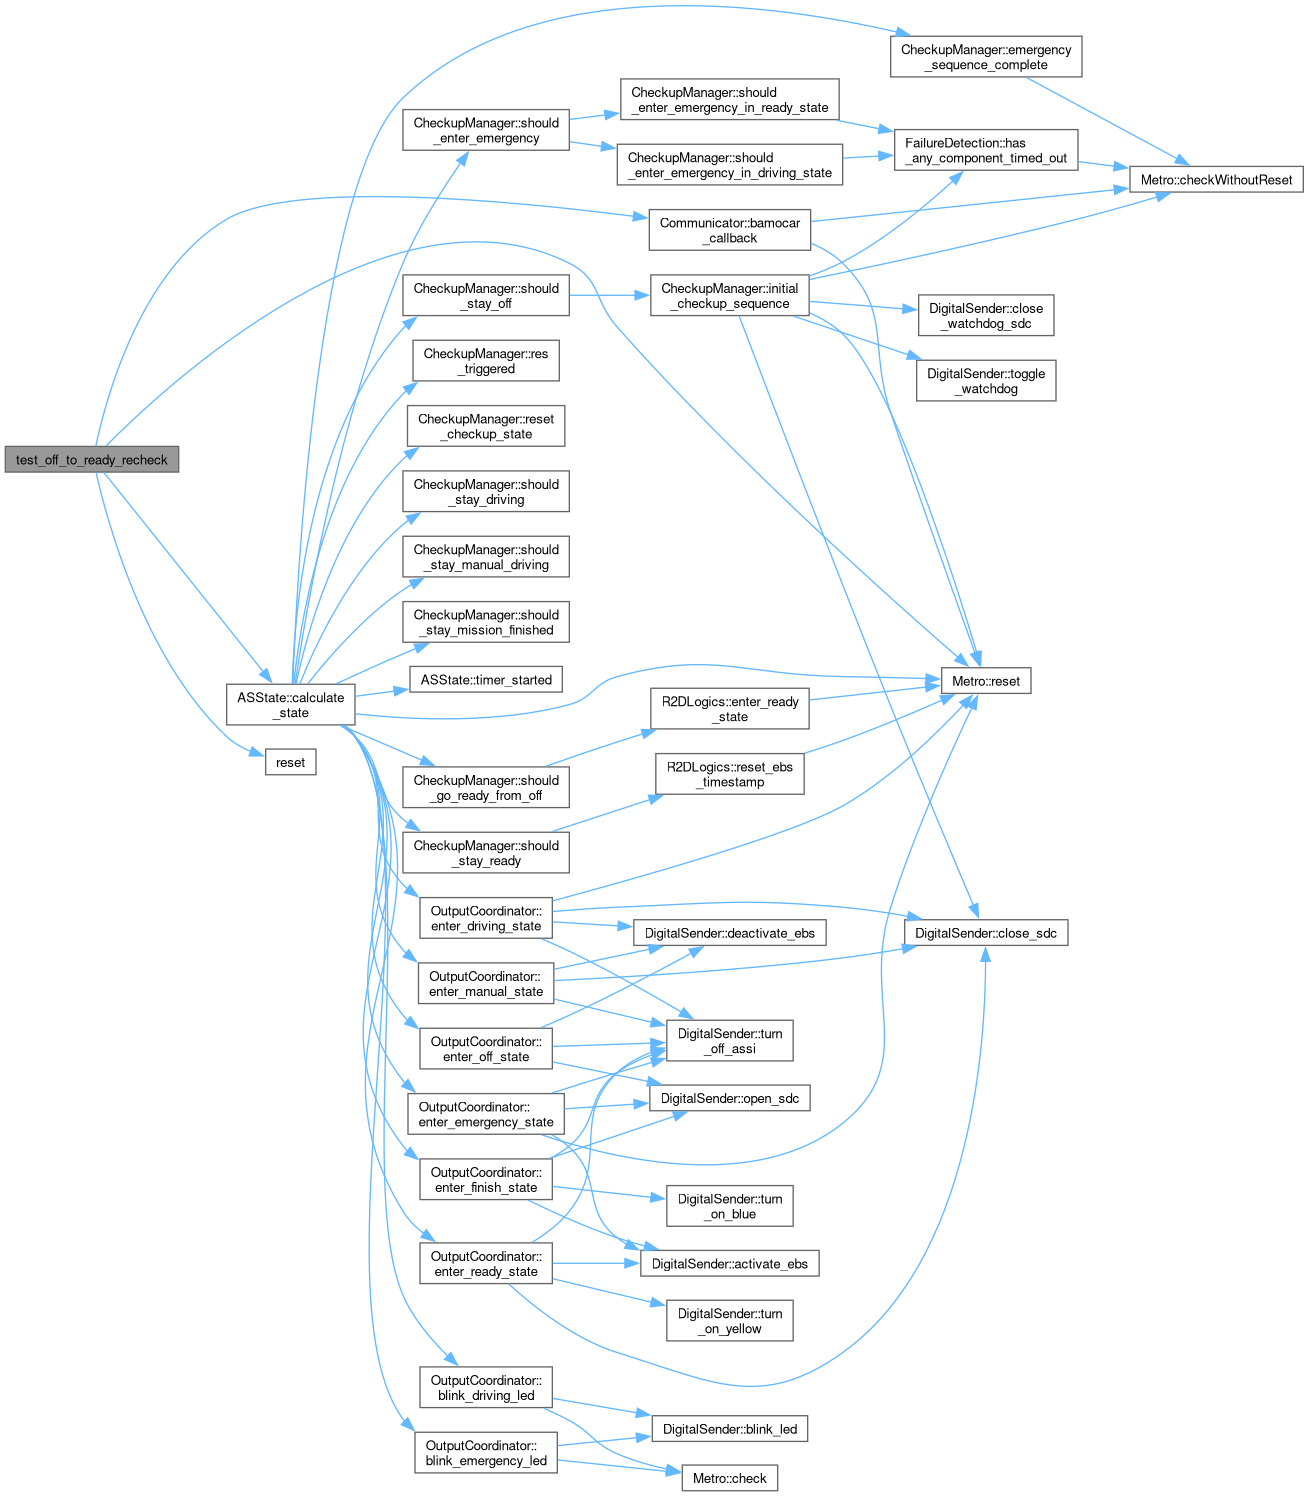 CheckupManager::emergency
_sequence_complete
CheckupManager::should
_enter_emergency_in_ready_state
CheckupManager::should
_enter_emergency
FailureDetection::has
_any_component_timed_out
CheckupManager::should
_enter_emergency_in_driving_state
Metro::checkWithoutReset
Communicator::bamocar
_callback
CheckupManager::should
_stay_off
CheckupManager::initial
_checkup_sequence
DigitalSender::close
_watchdog_sdc
CheckupManager::res
_triggered
DigitalSender::toggle
_watchdog
CheckupManager::reset
_checkup_state
test_off_to_ready_recheck
CheckupManager::should
_stay_driving
CheckupManager::should
_stay_manual_driving
CheckupManager::should
_stay_mission_finished
ASState::timer_started
Metro::reset
ASState::calculate
_state
R2DLogics::enter_ready
_state
reset
R2DLogics::reset_ebs
_timestamp
CheckupManager::should
_go_ready_from_off
CheckupManager::should
_stay_ready
OutputCoordinator::
enter_driving_state
DigitalSender::deactivate_ebs
DigitalSender::close_sdc
OutputCoordinator::
enter_manual_state
DigitalSender::turn
_off_assi
OutputCoordinator::
enter_off_state
DigitalSender::open_sdc
OutputCoordinator::
enter_emergency_state
OutputCoordinator::
enter_finish_state
DigitalSender::turn
_on_blue
OutputCoordinator::
enter_ready_state
DigitalSender::activate_ebs
DigitalSender::turn
_on_yellow
OutputCoordinator::
blink_driving_led
DigitalSender::blink_led
OutputCoordinator::
blink_emergency_led
Metro::check